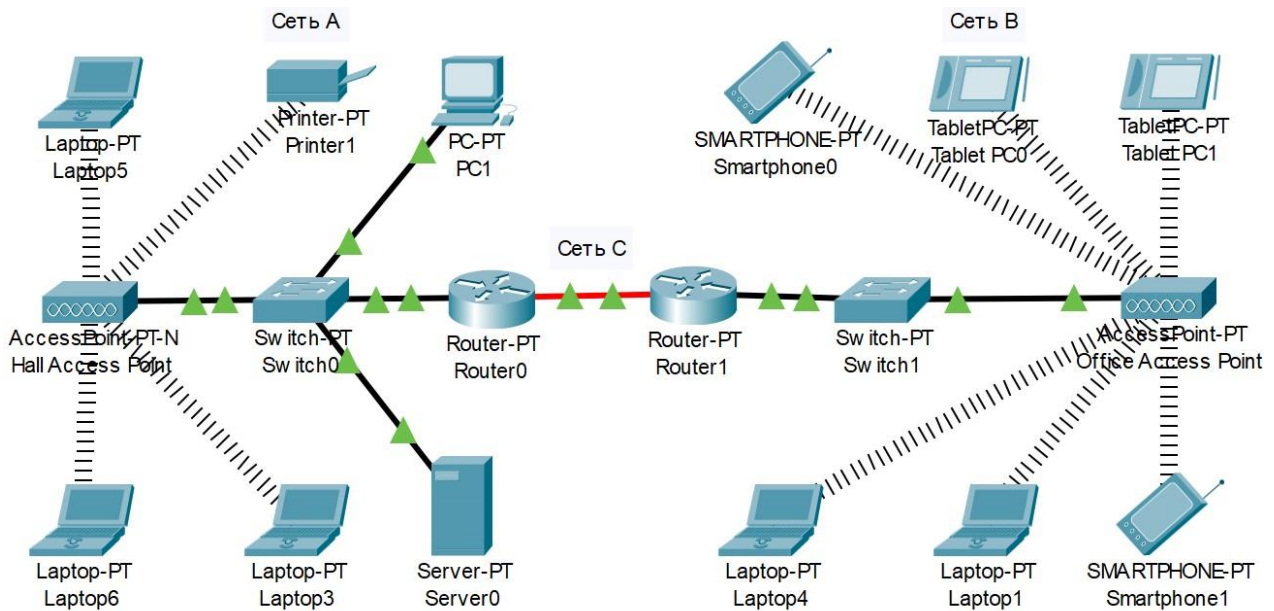 Сеть A
Сеть B
Laptop-PT
Laptop5
Printer-PT
Printer1
PC-PT
PC1
SMARTPHONE-PT
Smartphone0
TabletPC-PT
Tablet PC0
TabletPC-PT
Tablet PC1
Сеть C
AccessPoint-PT-N
Hall Access Point
Switch-PT
Switch0
Router-PT
Router0
Router-PT
Router1
Switch-PT
Switch1
AccessPoint-PT
Office Access Point
Laptop-PT
Laptop6
Laptop-PT
Laptop3
Server-PT
Server0
Laptop-PT
Laptop4
Laptop-PT
Laptop1
SMARTPHONE-PT
Smartphone1